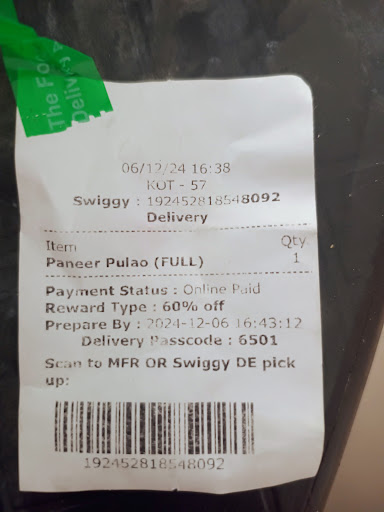 The Foo
Delivery
06/12/24 16:38
KOT - 57
Swiggy : 192452818548092
Delivery
Item Qty
Paneer Pulao (FULL) 1
Payment Status : Online Paid
Reward Type : 60% off
Prepare By : 2024-12-06 16:43:12
Delivery Passcode : 6501
Scan to MFR OR Swiggy DE pick
up:
192452818548092